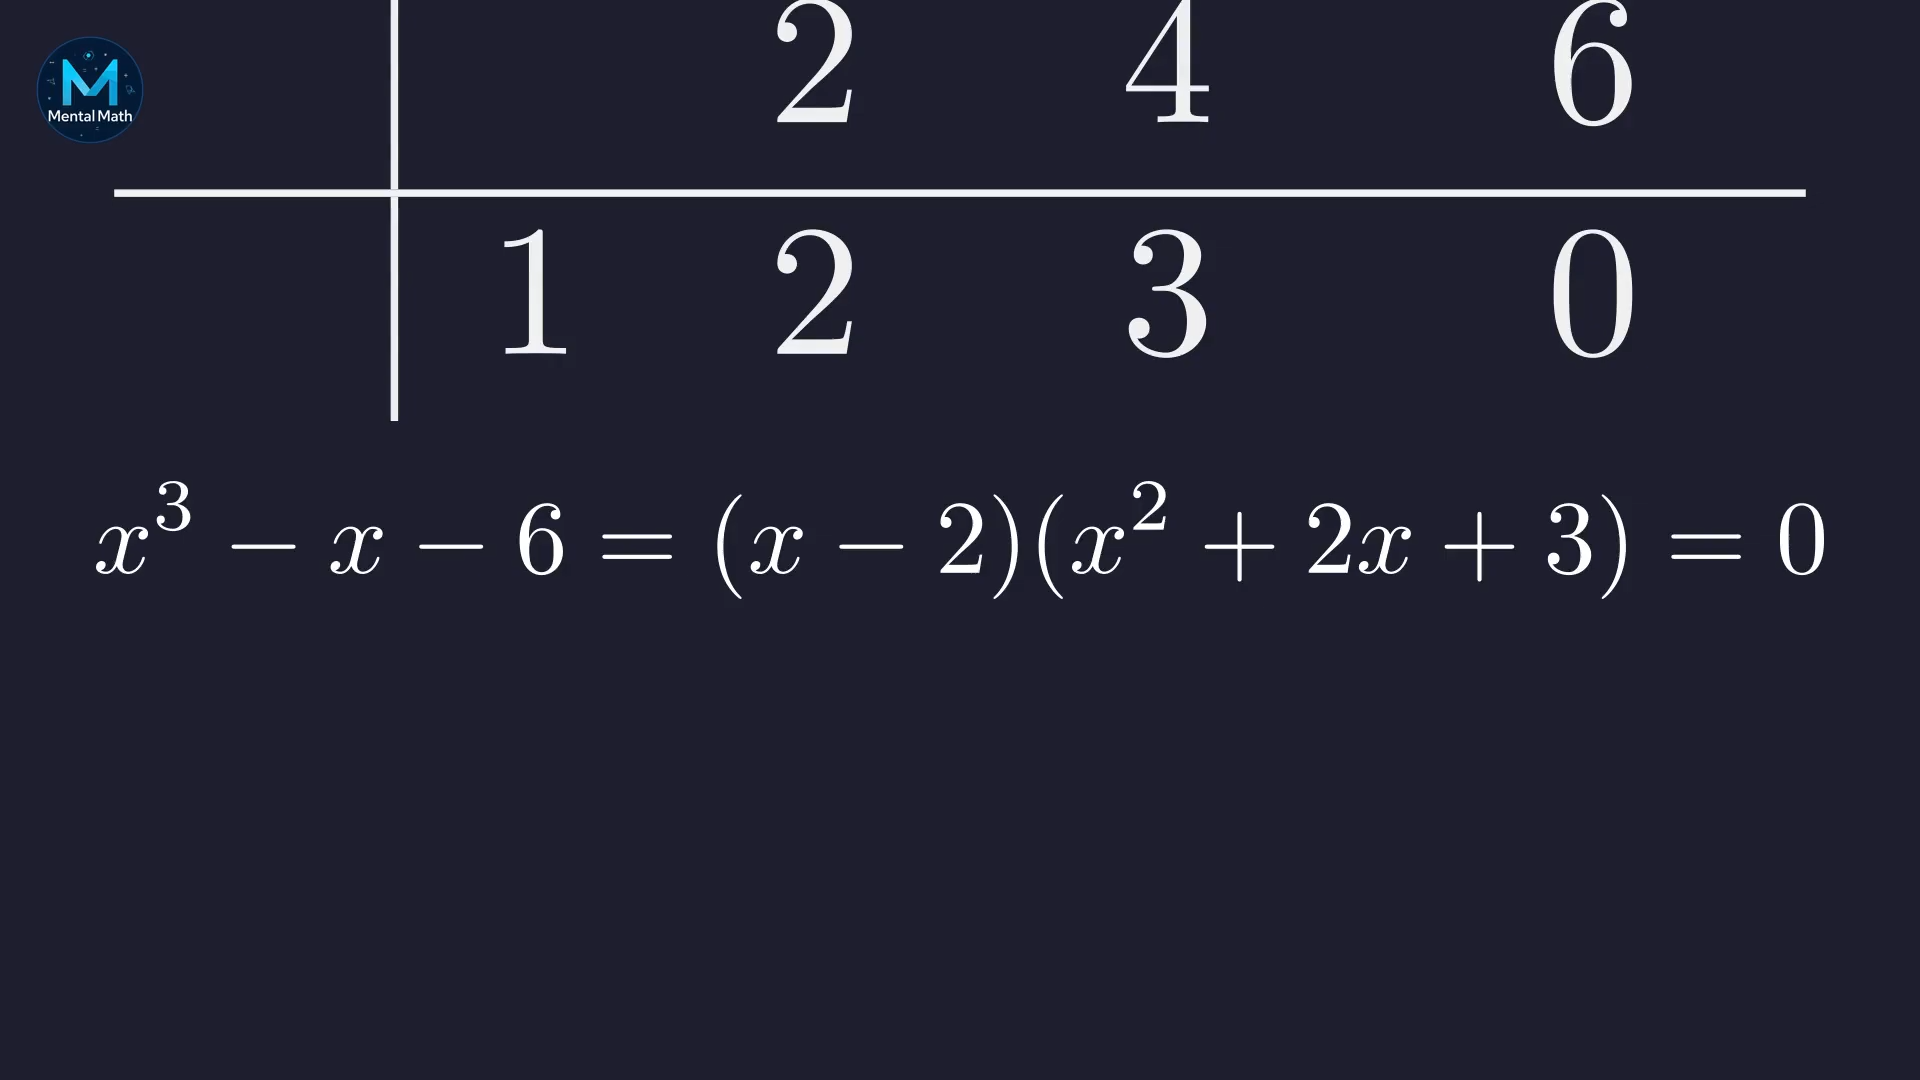 2 4 6
Mental Math
1 2 3 0
x³ − x − 6 = (x − 2)(x² + 2x + 3) = 0